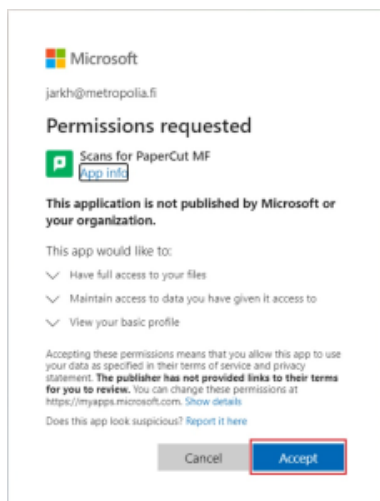 Microsoft
jarkh@metropolia.fi
Permissions requested
Scans for PaperCut MF
App info
This application is not published by Microsoft or
your organization.
This app would like to:
Have full access to your files
Maintain access to data you have given it access to
View your basic profile
Accepting these permissions means that you allow this app to use
your data as specified in their terms of service and privacy
statement. The publisher has not provided links to their terms
for you to review. You can change these permissions at
https://myapps.microsoft.com. Show details
Does this app look suspicious? Report it here
Cancel
Accept